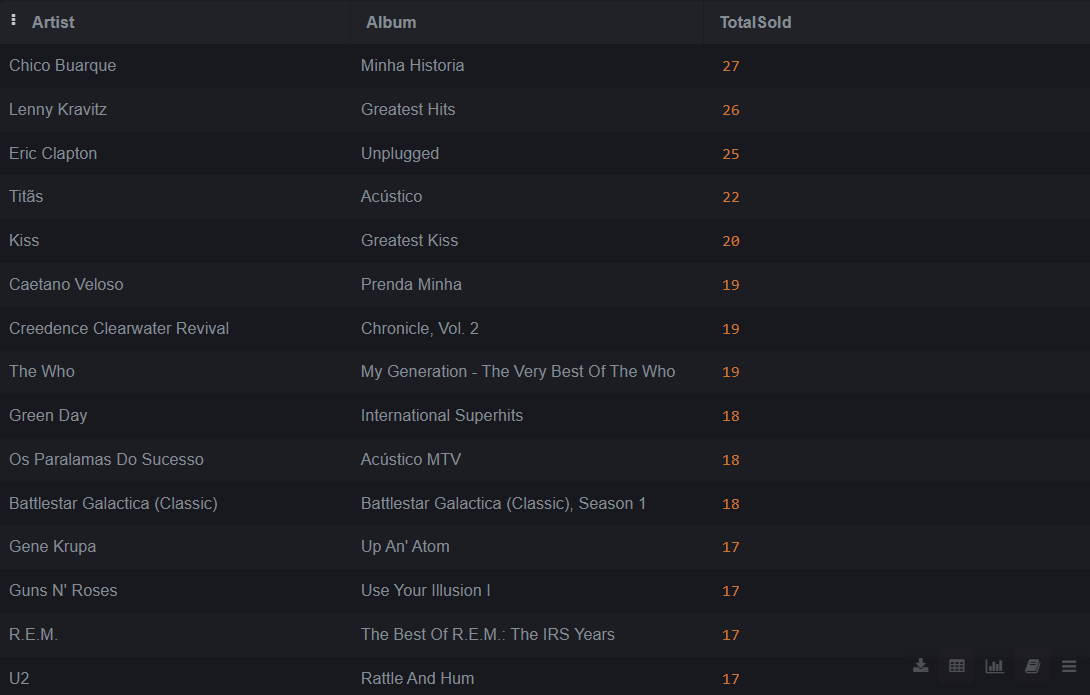 Artist Album TotalSold
Chico Buarque Minha Historia 27
Lenny Kravitz Greatest Hits 26
Eric Clapton Unplugged 25
Titãs Acústico 22
Kiss Greatest Kiss 20
Caetano Veloso Prenda Minha 19
Creedence Clearwater Revival Chronicle, Vol. 2 19
The Who My Generation - The Very Best Of The Who 19
Green Day International Superhits 18
Os Paralamas Do Sucesso Acústico MTV 18
Battlestar Galactica (Classic) Battlestar Galactica (Classic), Season 1 18
Gene Krupa Up An' Atom 17
Guns N' Roses Use Your Illusion I 17
R.E.M. The Best Of R.E.M.: The IRS Years 17
U2 Rattle And Hum 17